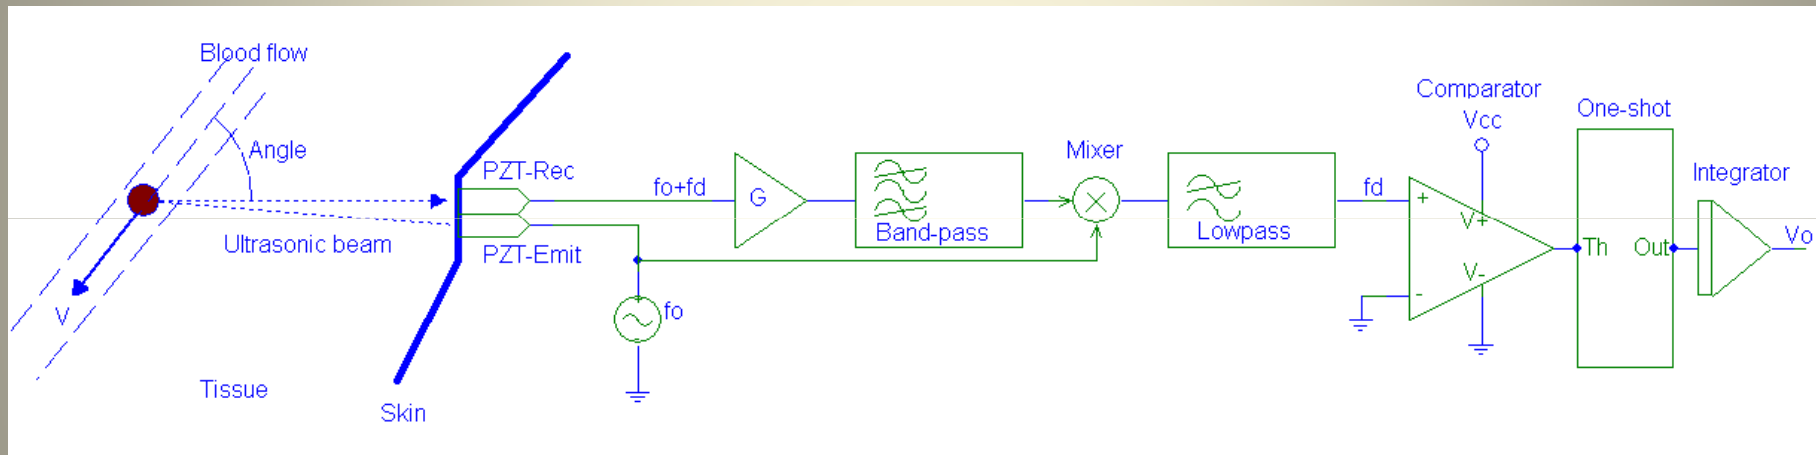 Blood flow
Angle
V
Ultrasonic beam
Tissue
Skin
PZT-Rec
PZT-Emit
fo+fd
fo
G
Band-pass
Mixer
Lowpass
fd
Comparator
Vcc
+
V+
V-
-
One-shot
Th
Out
Integrator
Vo